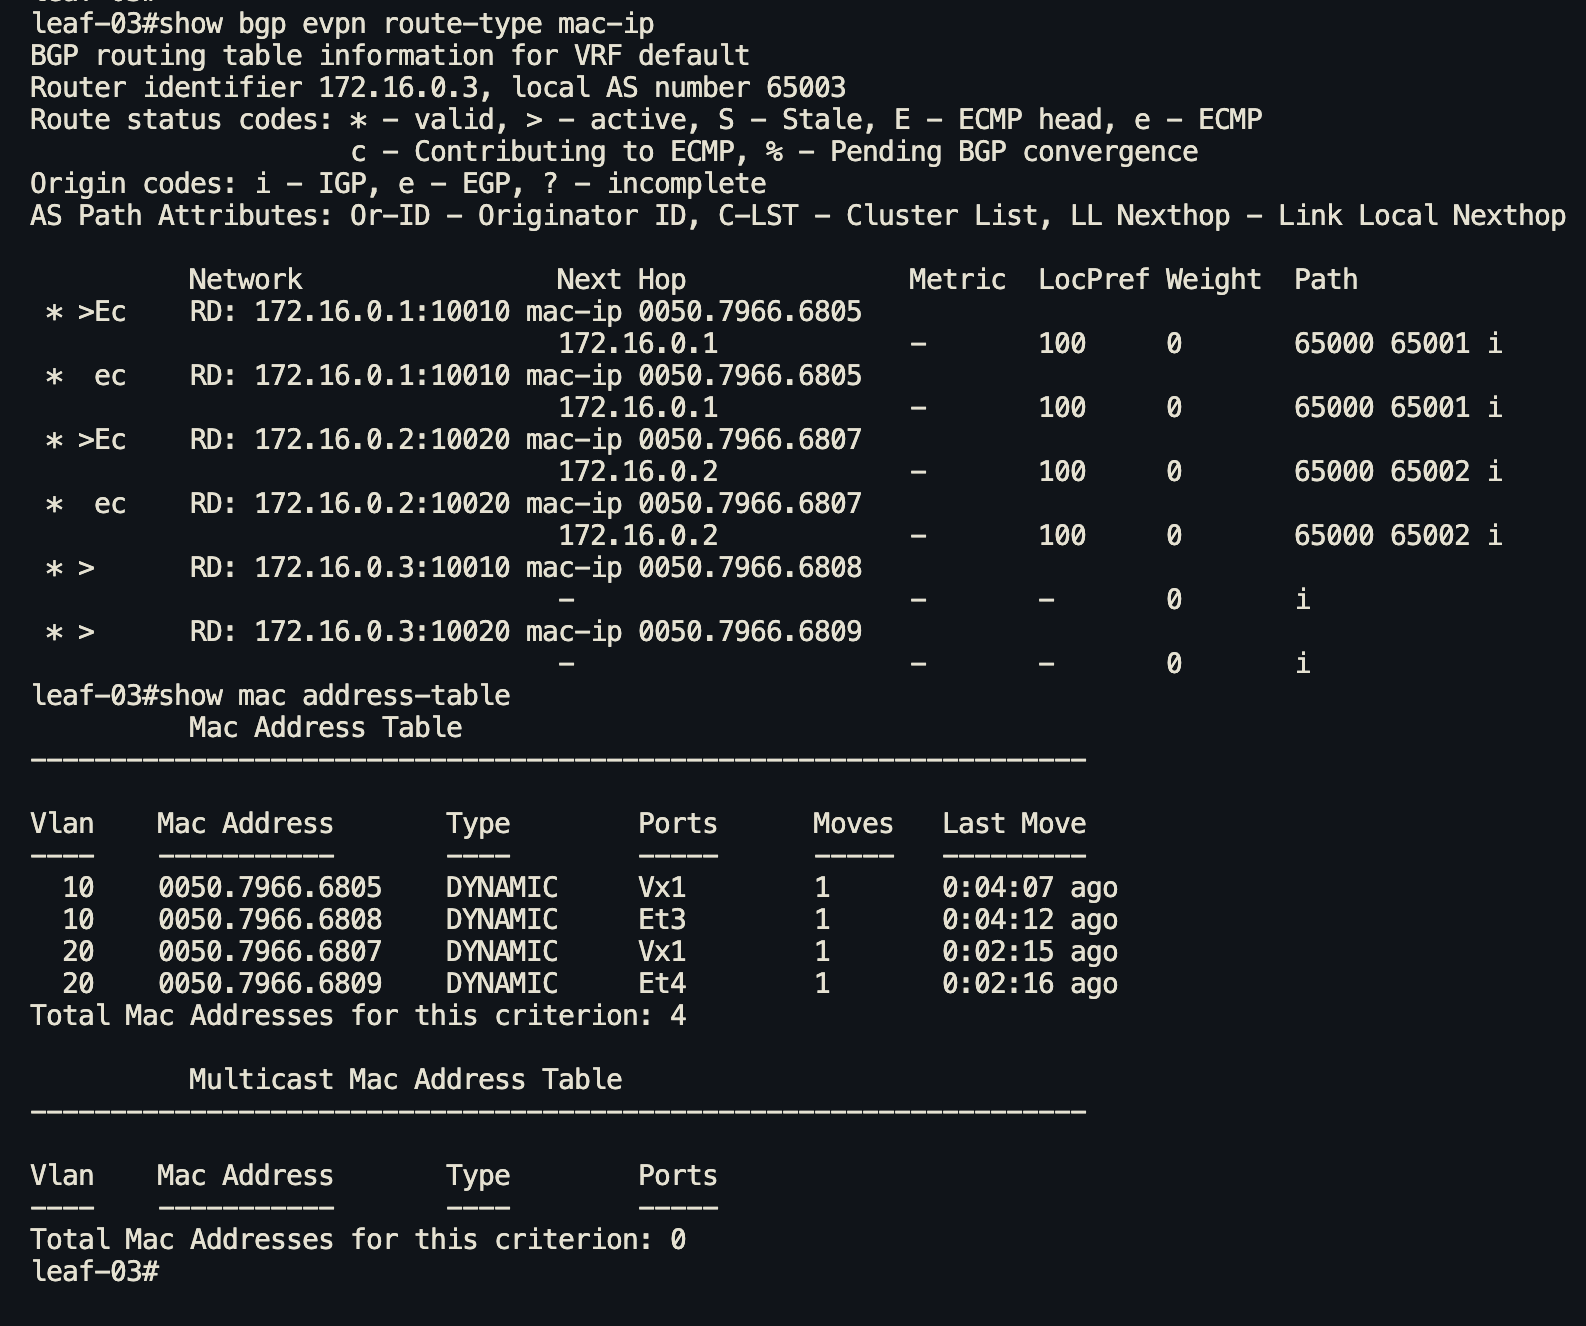 leaf-03#show bgp evpn route-type mac-ip
BGP routing table information for VRF default
Router identifier 172.16.0.3, local AS number 65003
Route status codes: * - valid, > - active, S - Stale, E - ECMP head, e - ECMP
                    c - Contributing to ECMP, % - Pending BGP convergence
Origin codes: i - IGP, e - EGP, ? - incomplete
AS Path Attributes: Or-ID - Originator ID, C-LST - Cluster List, LL Nexthop - Link Local Nexthop

          Network                Next Hop              Metric  LocPref Weight  Path
 * >Ec    RD: 172.16.0.1:10010 mac-ip 0050.7966.6805
                                 172.16.0.1            -       100     0       65000 65001 i
 *  ec    RD: 172.16.0.1:10010 mac-ip 0050.7966.6805
                                 172.16.0.1            -       100     0       65000 65001 i
 * >Ec    RD: 172.16.0.2:10020 mac-ip 0050.7966.6807
                                 172.16.0.2            -       100     0       65000 65002 i
 *  ec    RD: 172.16.0.2:10020 mac-ip 0050.7966.6807
                                 172.16.0.2            -       100     0       65000 65002 i
 * >      RD: 172.16.0.3:10010 mac-ip 0050.7966.6808
                                 -                     -       -       0       i
 * >      RD: 172.16.0.3:10020 mac-ip 0050.7966.6809
                                 -                     -       -       0       i
leaf-03#show mac address-table
          Mac Address Table
------------------------------------------------------------------

Vlan    Mac Address       Type        Ports      Moves   Last Move
----    -----------       ----        -----      -----   ---------
  10    0050.7966.6805    DYNAMIC     Vx1        1       0:04:07 ago
  10    0050.7966.6808    DYNAMIC     Et3        1       0:04:12 ago
  20    0050.7966.6807    DYNAMIC     Vx1        1       0:02:15 ago
  20    0050.7966.6809    DYNAMIC     Et4        1       0:02:16 ago
Total Mac Addresses for this criterion: 4

          Multicast Mac Address Table
------------------------------------------------------------------

Vlan    Mac Address       Type        Ports
----    -----------       ----        -----
Total Mac Addresses for this criterion: 0
leaf-03#